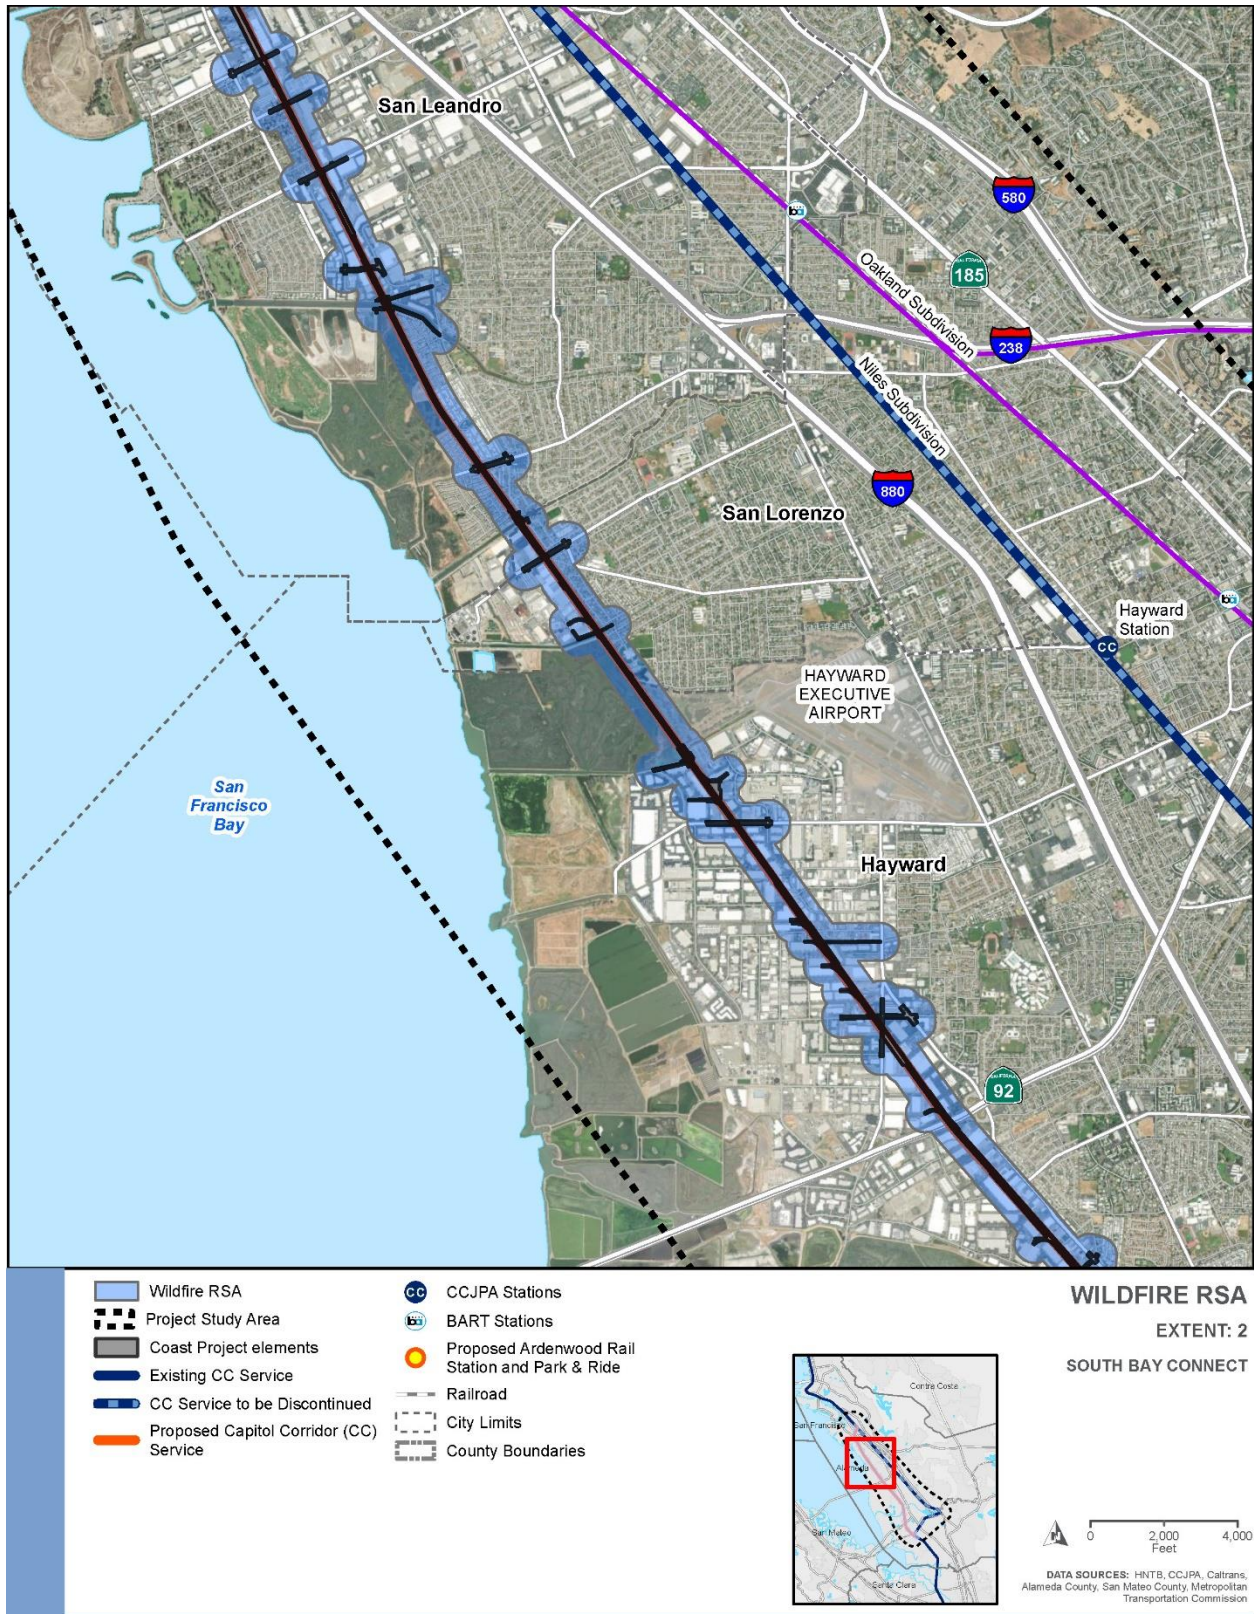 San Leandro
580
CALIFORNIA
185
Oakland Subdivision
238
Niles Subdivision
880
San Lorenzo
Hayward
Station
CC
HAYWARD
EXECUTIVE
AIRPORT
San
Francisco
Bay
Hayward
CALIFORNIA
92
Wildfire RSA
Project Study Area
Coast Project elements
Existing CC Service
CC Service to be Discontinued
Proposed Capitol Corridor (CC)
Service
CC
CCJPA Stations
ba
BART Stations
Proposed Ardenwood Rail
Station and Park & Ride
Railroad
City Limits
County Boundaries
WILDFIRE RSA
EXTENT: 2
SOUTH BAY CONNECT
Contra Costa
San Francisco
Alameda
San Mateo
Santa Clara
N
0 2,000 4,000
Feet
DATA SOURCES: HNTB, CCJPA, Caltrans,
Alameda County, San Mateo County, Metropolitan
Transportation Commission